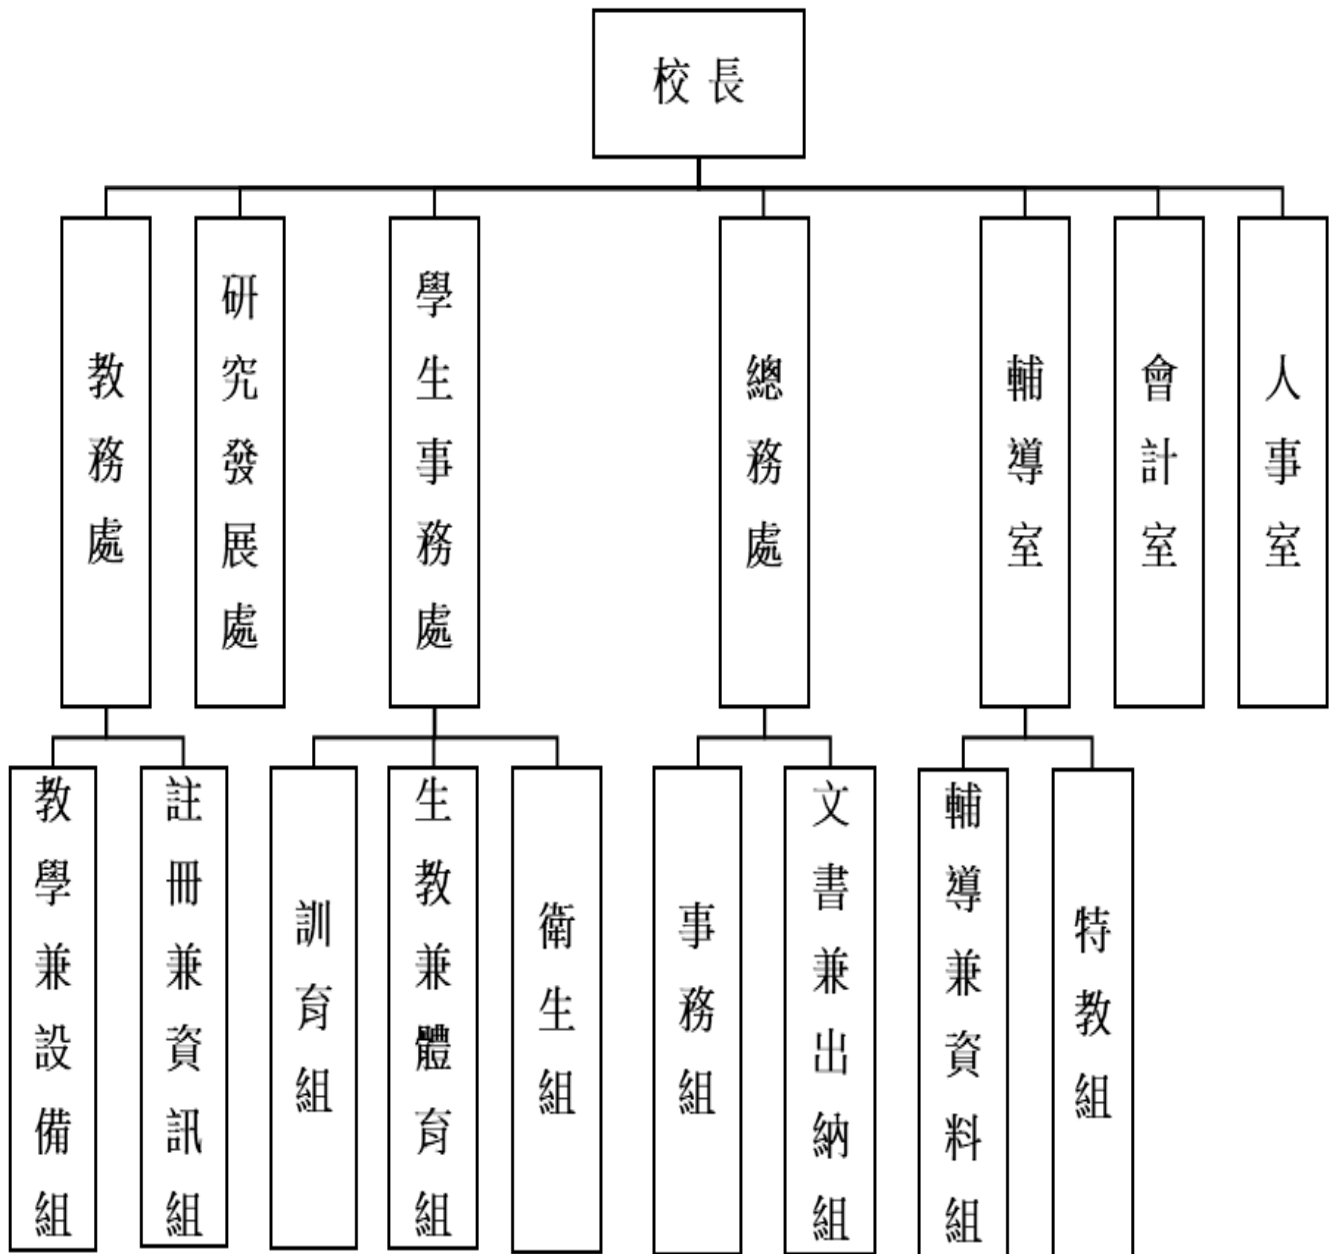 校長
教務處
研究發展處
學生事務處
總務處
輔導室
會計室
人事室
教學兼設備組
註冊兼資訊組
訓育組
生教兼體育組
衛生組
事務組
文書兼出納組
輔導兼資料組
特教組